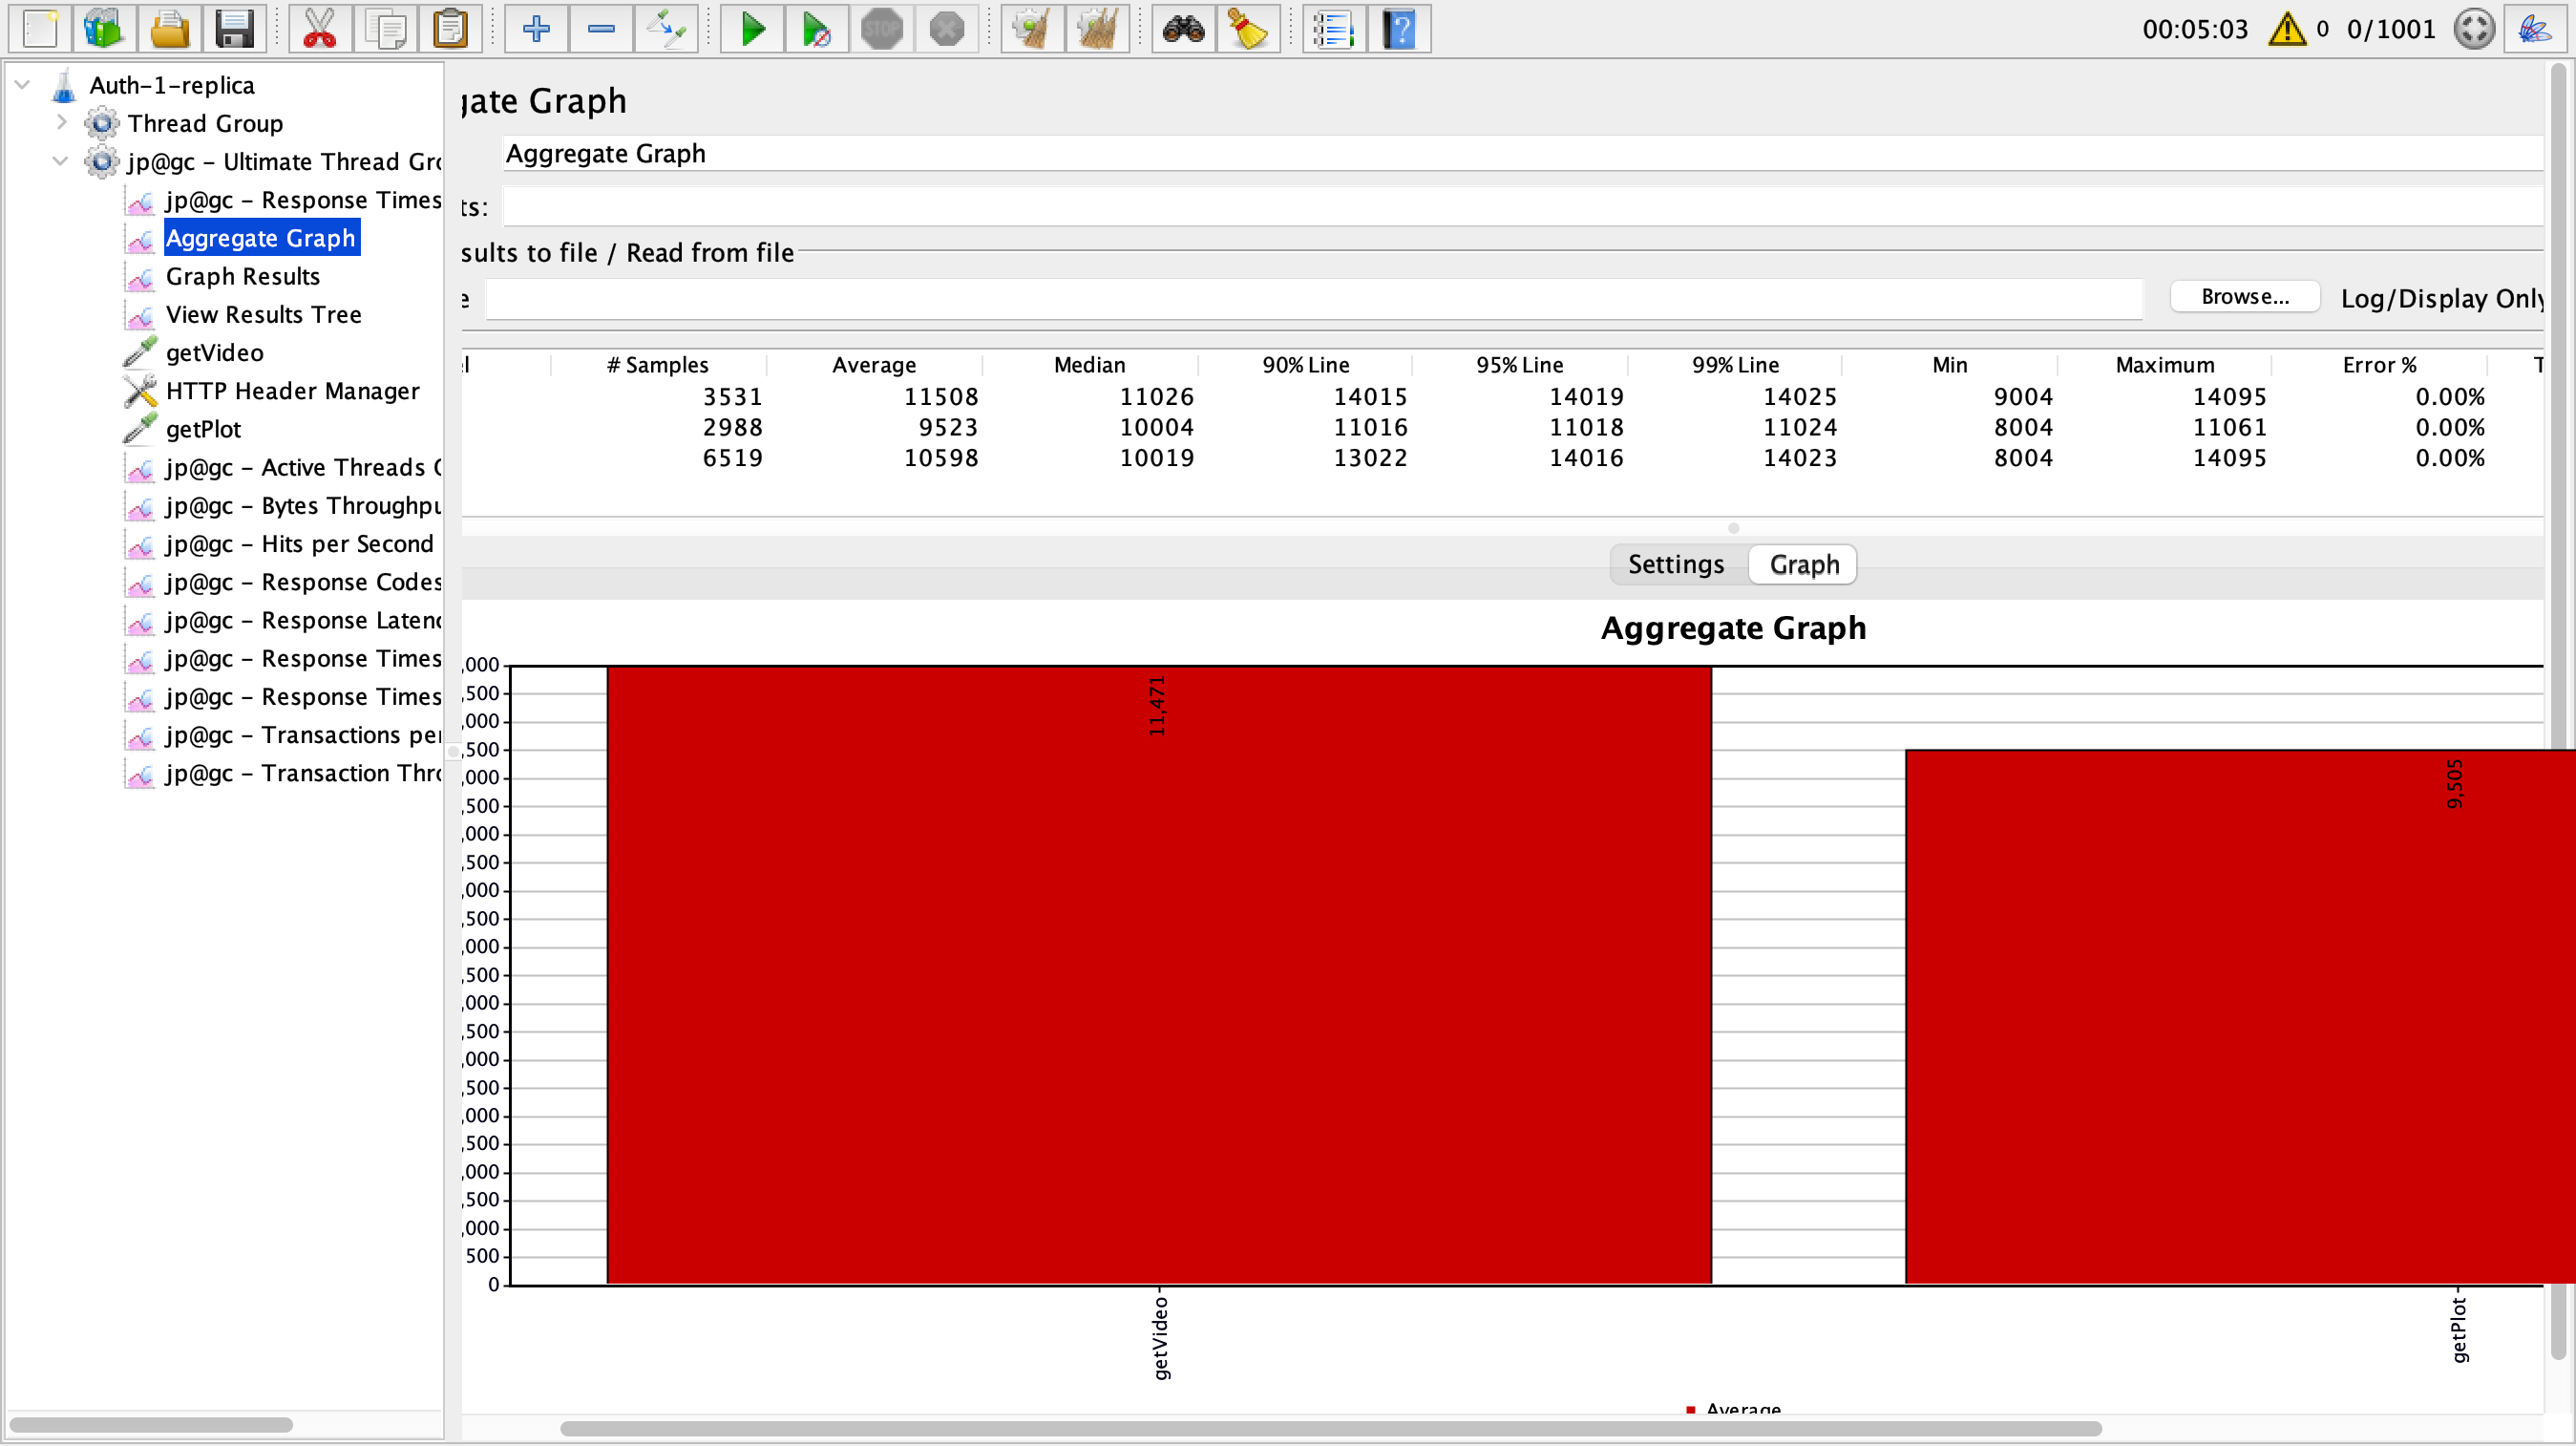 00:05:03 0 0/1001
STOP
Auth-1-replica
Thread Group
jp@gc - Ultimate Thread Gro
jp@gc - Response Times
Aggregate Graph
Graph Results
View Results Tree
getVideo
HTTP Header Manager
getPlot
jp@gc - Active Threads
jp@gc - Bytes Throughpu
jp@gc - Hits per Second
jp@gc - Response Codes
jp@gc - Response Latenc
jp@gc - Response Times
jp@gc - Response Times
jp@gc - Transactions per
jp@gc - Transaction Thro
gate Graph
Aggregate Graph
ts:
sults to file / Read from file
e Browse... Log/Display Only
el # Samples Average Median 90% Line 95% Line 99% Line Min Maximum Error % T
3531 11508 11026 14015 14019 14025 9004 14095 0.00%
2988 9523 10004 11016 11018 11024 8004 11061 0.00%
6519 10598 10019 13022 14016 14023 8004 14095 0.00%
Settings Graph
Aggregate Graph
,000
,500
,000
,500
,000
,500
,000
,500
,000
,500
,000
,500
,000
,500
,000
,500
,000
,500
,000
,500
,000
500
0
11,471
9,505
getVideo
getPlot
Average